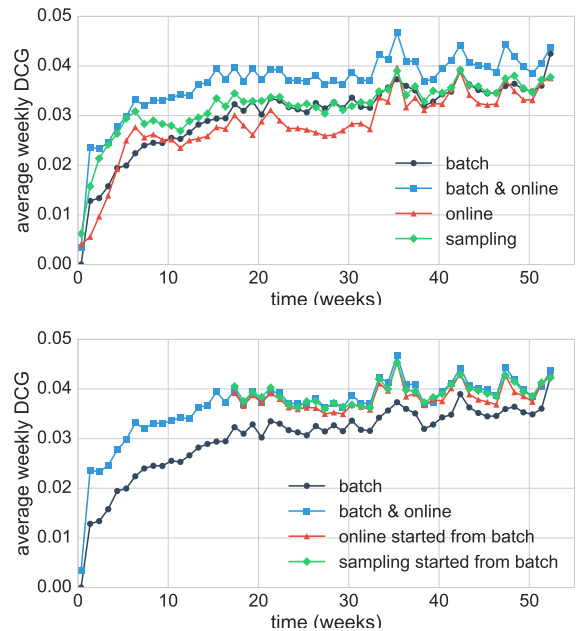 0.05
0.04
0.03
0.02
0.01
0.00
average weekly DCG
batch
batch & online
online
sampling
0 10 20 30 40 50
time (weeks)
0.05
0.04
0.03
0.02
0.01
0.00
average weekly DCG
batch
batch & online
online started from batch
sampling started from batch
0 10 20 30 40 50
time (weeks)